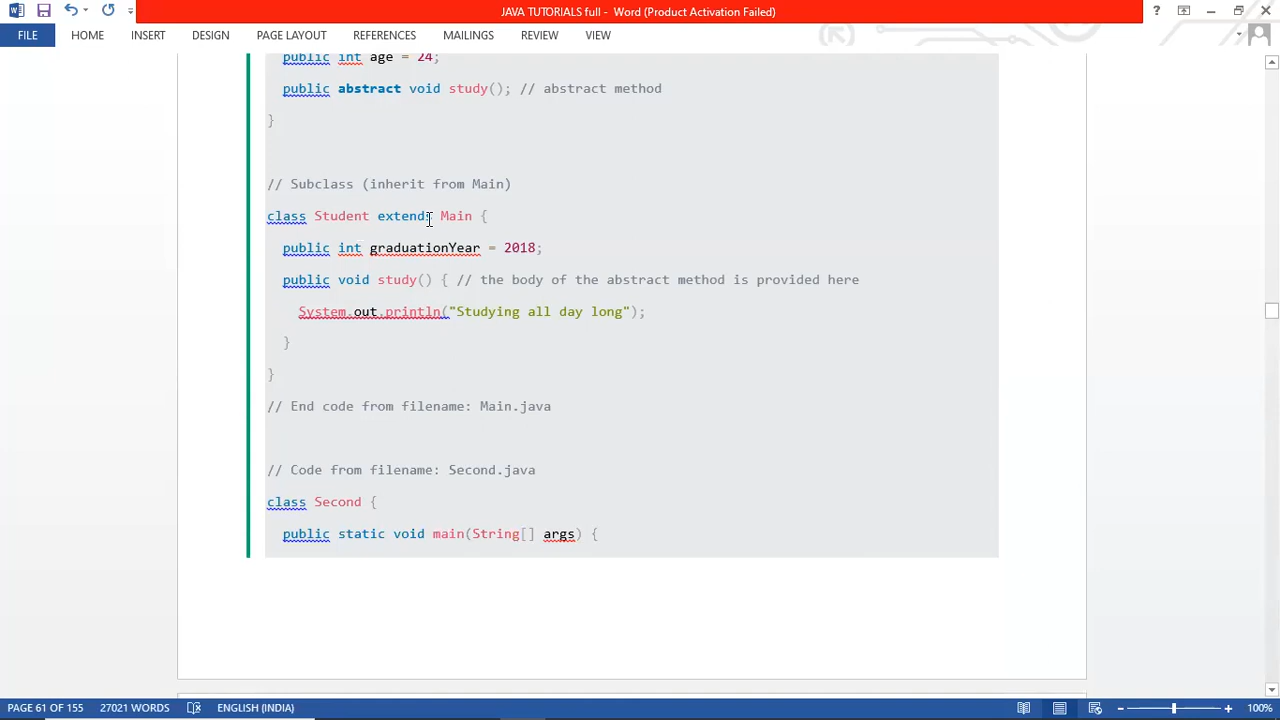 JAVA TUTORIALS full - Word (Product Activation Failed)
FILE HOME INSERT DESIGN PAGE LAYOUT REFERENCES MAILINGS REVIEW VIEW
public int age = 24;
public abstract void study(); // abstract method
}
// Subclass (inherit from Main)
class Student extends Main {
public int graduationYear = 2018;
public void study() { // the body of the abstract method is provided here
System.out.println("Studying all day long");
}
}
// End code from filename: Main.java
// Code from filename: Second.java
class Second {
public static void main(String[] args) {
PAGE 61 OF 155 27021 WORDS ENGLISH (INDIA) 100%